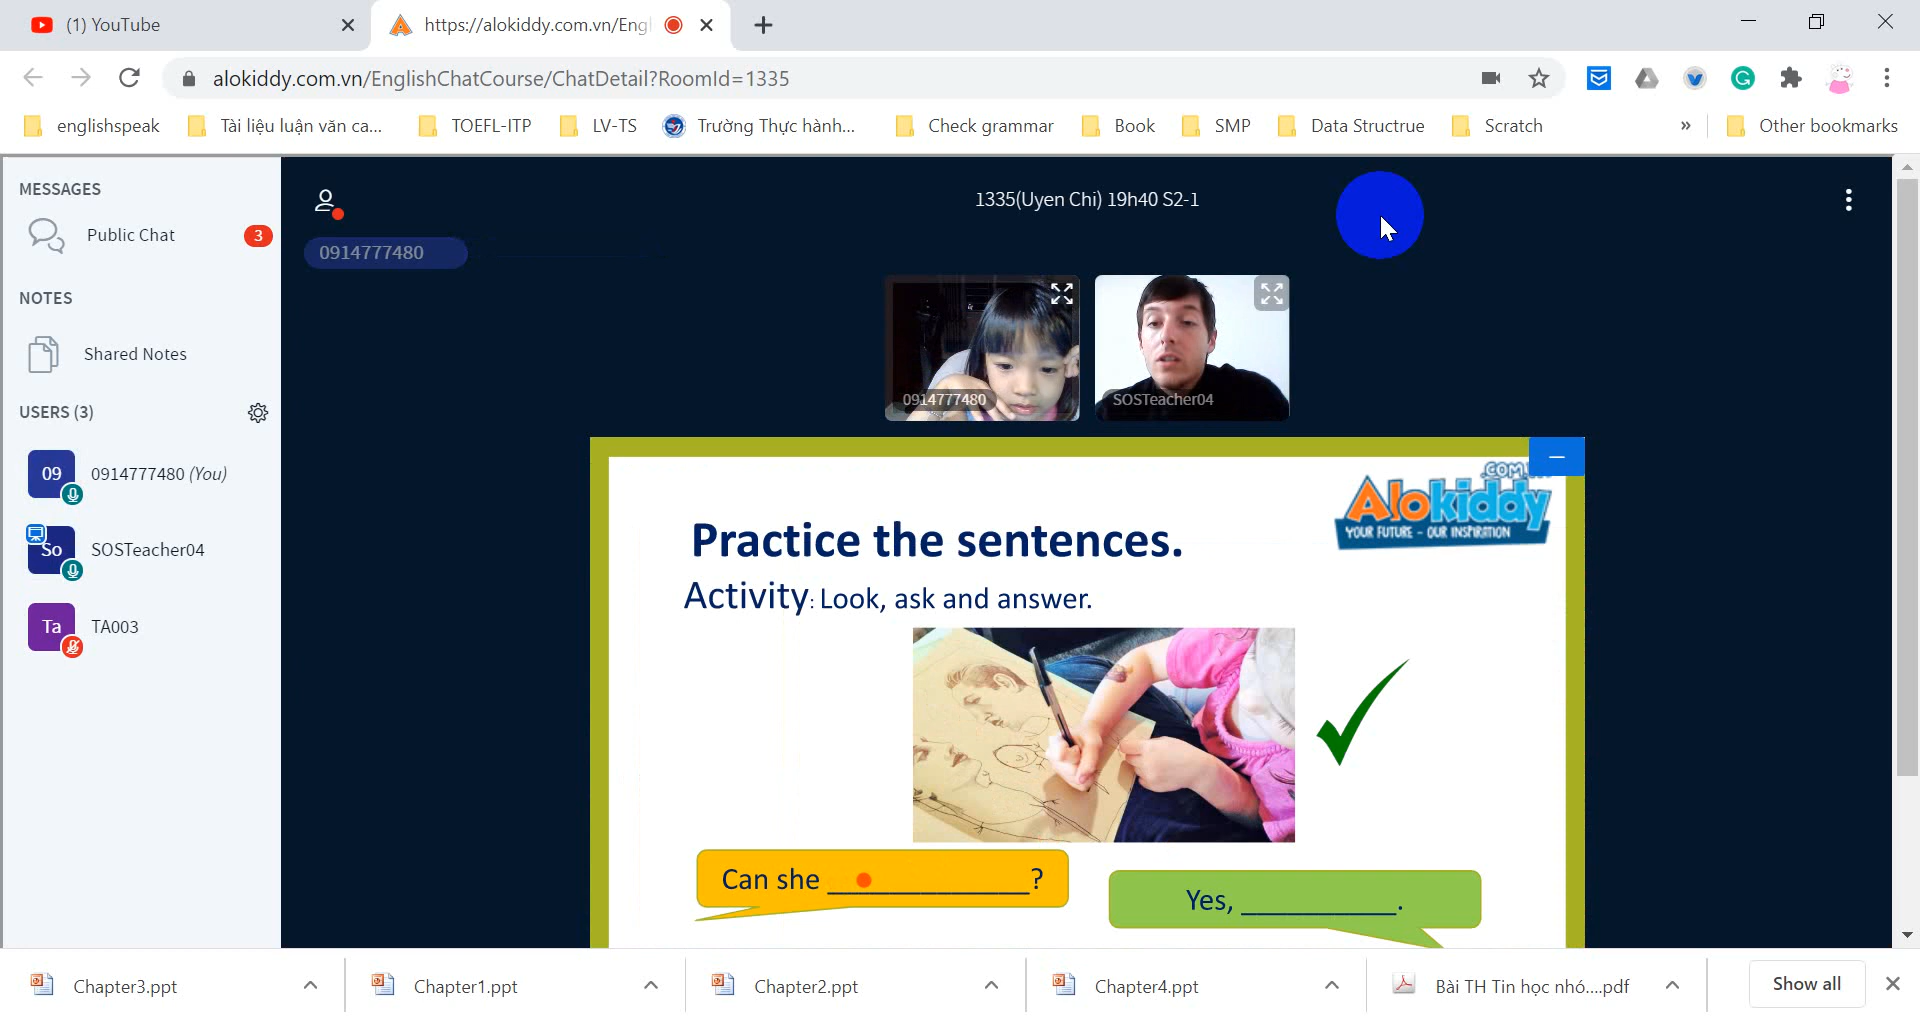 (1) YouTube
https://alokiddy.com.vn/Engl
alokiddy.com.vn/EnglishChatCourse/ChatDetail?RoomId=1335
englishspeak
Tài liệu luận văn ca...
TOEFL-ITP
LV-TS
Trường Thực hành...
Check grammar
Book
SMP
Data Structrue
Scratch
»
Other bookmarks
MESSAGES
Public Chat
3
NOTES
Shared Notes
USERS (3)
09
0914777480 (You)
So
SOSTeacher04
Ta
TA003
1335(Uyen Chi) 19h40 S2-1
0914777480
0914777480
SOSTeacher04
.COM
Alokiddy
YOUR FUTURE - OUR INSPIRATION
Practice the sentences.
Activity: Look, ask and answer.
Can she ______________?
Yes, ___________.
Chapter3.ppt
Chapter1.ppt
Chapter2.ppt
Chapter4.ppt
Bài TH Tin học nhó....pdf
Show all